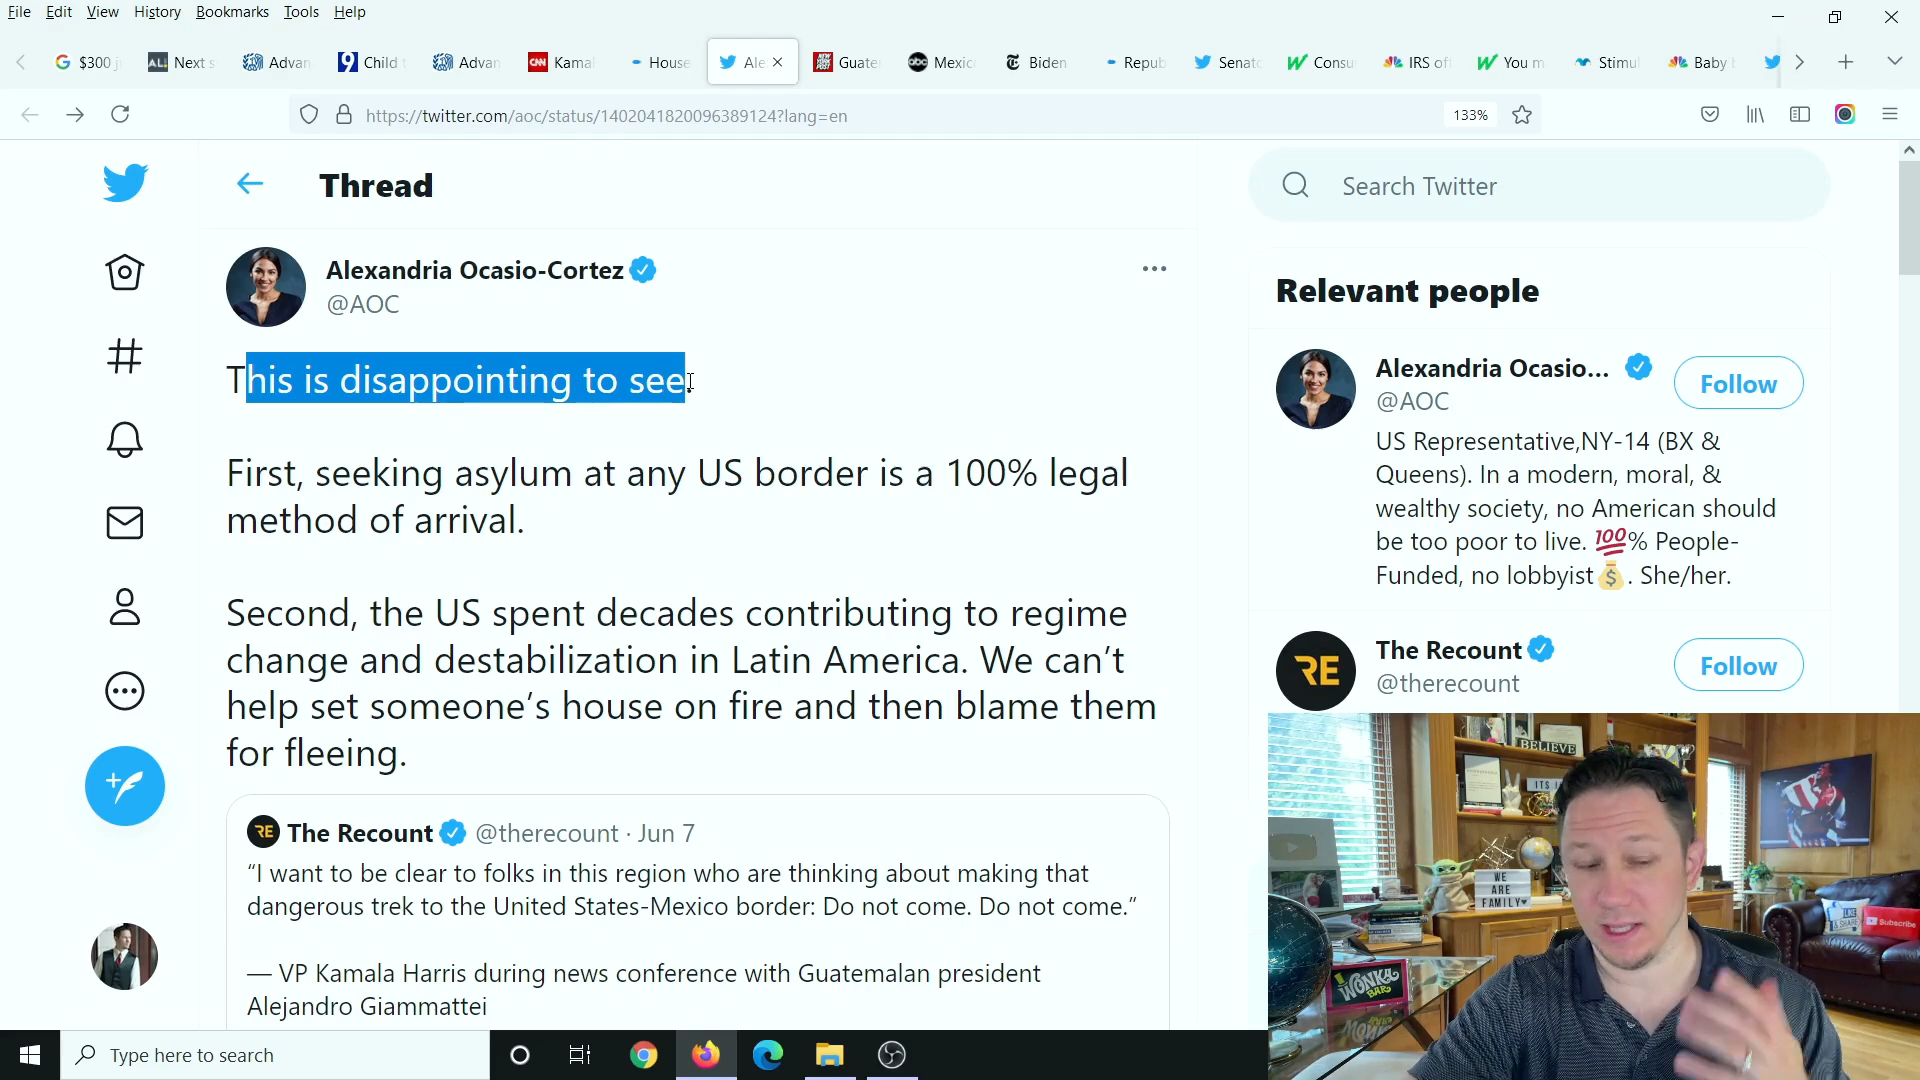 File Edit View History Bookmarks Tools Help
$300 j
Next s
Advan
Child t
Advan
Kamal
House
Ale
Guate
Mexic
Biden
Repub
Senato
Consu
IRS of
You m
Stimul
Baby
https://twitter.com/aoc/status/1402041820096389124?lang=en
133%
Thread
Search Twitter
Alexandria Ocasio-Cortez
@AOC
This is disappointing to see.
First, seeking asylum at any US border is a 100% legal
method of arrival.
Second, the US spent decades contributing to regime
change and destabilization in Latin America. We can’t
help set someone’s house on fire and then blame them
for fleeing.
The Recount @therecount · Jun 7
“I want to be clear to folks in this region who are thinking about making that
dangerous trek to the United States-Mexico border: Do not come. Do not come.”
— VP Kamala Harris during news conference with Guatemalan president
Alejandro Giammattei
Relevant people
Alexandria Ocasio...
@AOC
Follow
US Representative,NY-14 (BX &
Queens). In a modern, moral, &
wealthy society, no American should
be too poor to live. 💯% People-
Funded, no lobbyist💰. She/her.
The Recount
@therecount
Follow
BELIEVE
WE
ARE
FAMILY♥
WONKA
BAR
LIKE
& SHARE
Subscribe
Type here to search